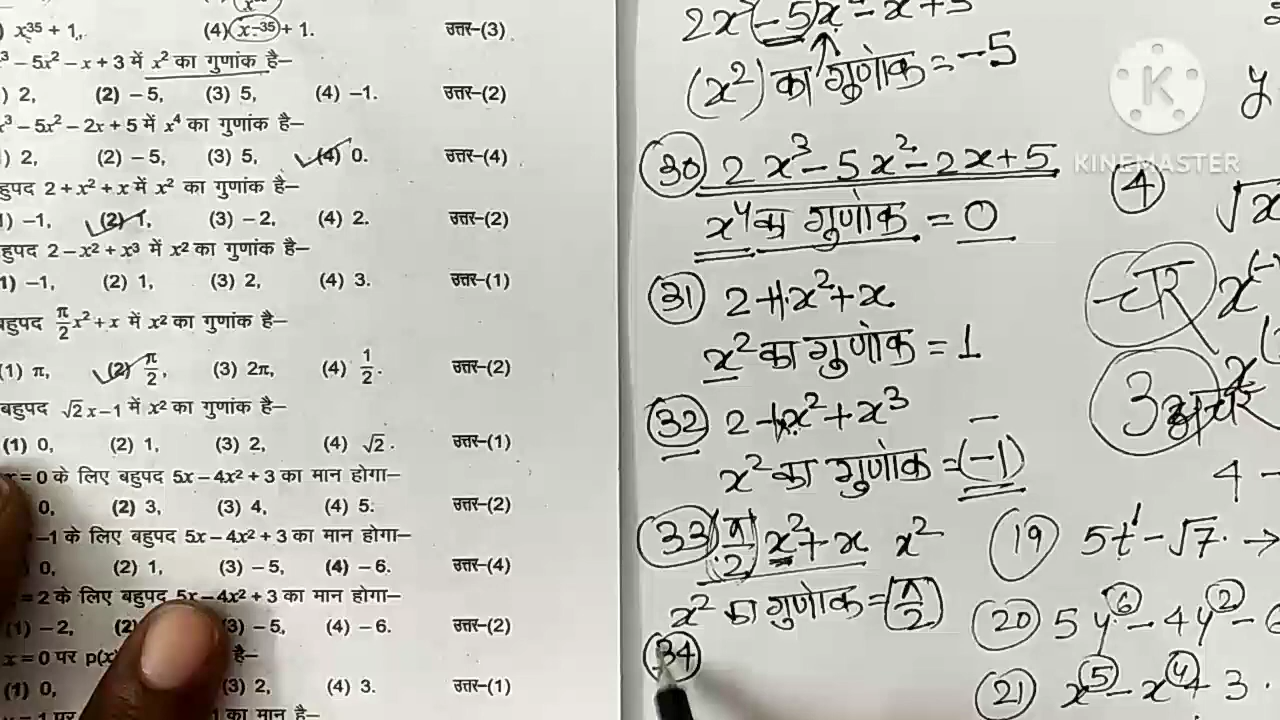 x³⁵ + 1,. (4) x⁻³⁵ + 1. उत्तर–(3)
– 5x² – x + 3 में x² का गुणांक है–
2, (2) – 5, (3) 5, (4) –1. उत्तर–(2)
– 5x² – 2x + 5 में x⁴ का गुणांक है–
2, (2) – 5, (3) 5, (4) 0. उत्तर–(4)
2 + x² + x में x² का गुणांक है–
–1, (2) 1, (3) – 2, (4) 2. उत्तर–(2)
2 – x² + x³ में x² का गुणांक है–
–1, (2) 1, (3) 2, (4) 3. उत्तर–(1)
बहुपद π/2 x² + x में x² का गुणांक है–
(1) π, (2) π/2, (3) 2π, (4) 1/2. उत्तर–(2)
बहुपद √2 x – 1 में x² का गुणांक है–
(1) 0, (2) 1, (3) 2, (4) √2. उत्तर–(1)
= 0 के लिए बहुपद 5x – 4x² + 3 का मान होगा–
0, (2) 3, (3) 4, (4) 5. उत्तर–(2)
–1 के लिए बहुपद 5x – 4x² + 3 का मान होगा–
0, (2) 1, (3) – 5, (4) – 6. उत्तर–(4)
= 2 के लिए बहुपद 5x – 4x² + 3 का मान होगा–
(1) – 2, (3) – 5, (4) – 6. उत्तर–(2)
x = 0 पर p(x) है–
(1) 0, (3) 2, (4) 3. उत्तर–(1)
का मान है–
(x²) का गुणांक = –5
(30) 2x³ – 5x² – 2x + 5
x⁴ का गुणांक = 0
(31) 2 + 1x² + x
x² का गुणांक = 1
(32) 2 – 1x² + x³
x² का गुणांक = (–1)
(33) (π/2) x² + x x²
x² का गुणांक = (π/2)
(34)
KINEMASTER
y
(4)
चर
3
(19) 5t¹ – √7. →
(20) 5y⁶ – 4y² –
(21) x⁵ – x⁴ + 3.